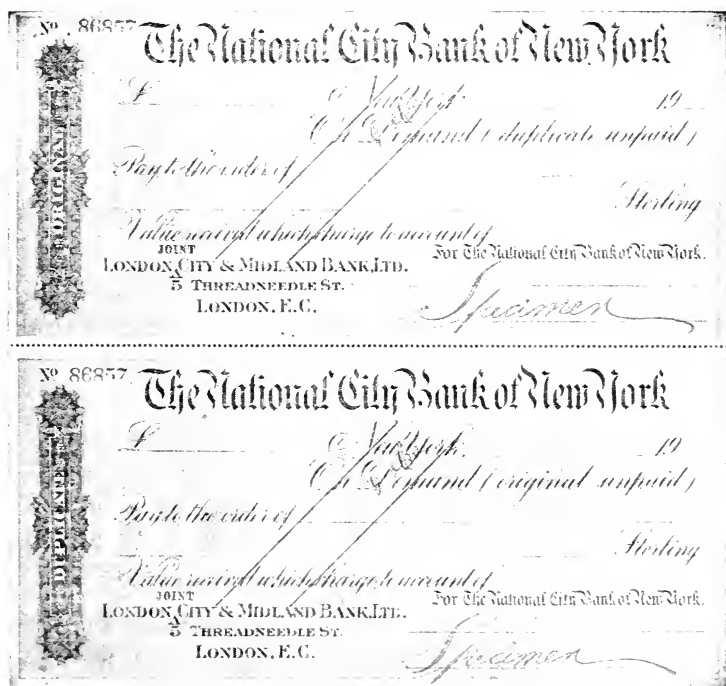 No 86857 The National City Bank of New York
£ New York 19
ORIGINAL
On Demand (duplicate unpaid)
Pay to the order of
Sterling
Value received which charge to account of
JOINT For The National City Bank of New York.
LONDON, CITY & MIDLAND BANK, LTD.
5 THREADNEEDLE ST.
LONDON, E.C. Specimen
No 86857 The National City Bank of New York
£ New York 19
DUPLICATE
On Demand (original unpaid)
Pay to the order of
Sterling
Value received which charge to account of
JOINT For The National City Bank of New York.
LONDON, CITY & MIDLAND BANK, LTD.
5 THREADNEEDLE ST.
LONDON, E.C. Specimen